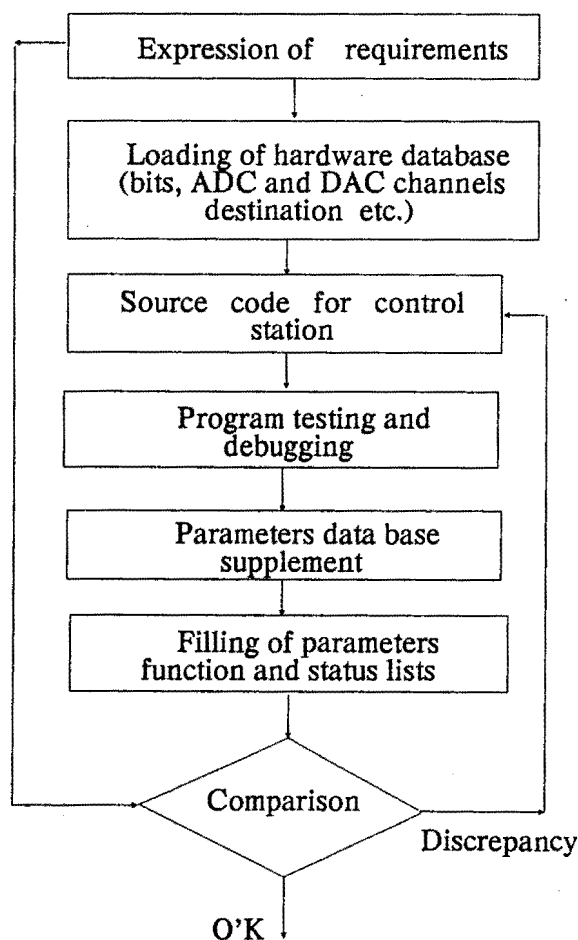 Expression of requirements
Loading of hardware database
(bits, ADC and DAC channels
destination etc.)
Source code for control
station
Program testing and
debugging
Parameters data base
supplement
Filling of parameters
function and status lists
Comparison
Discrepancy
O'K